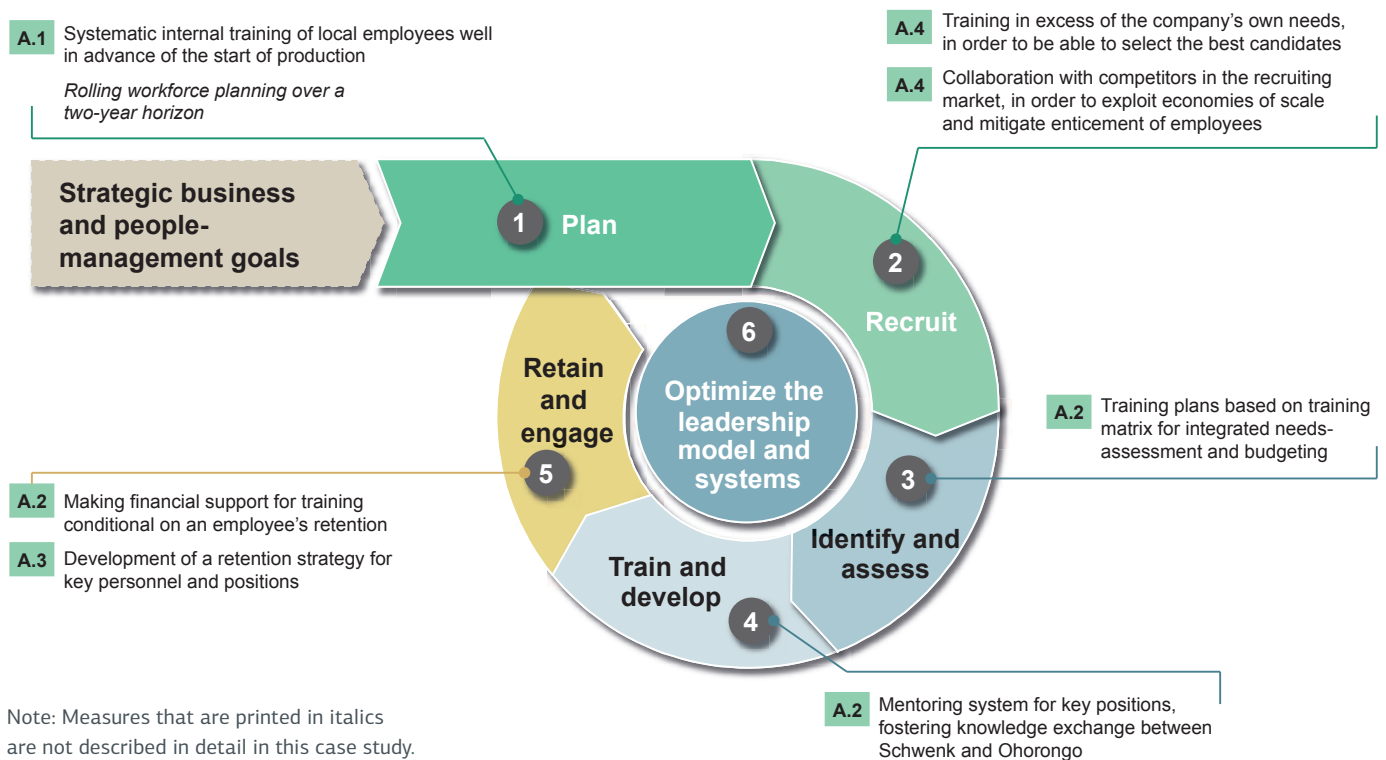 A.1 Systematic internal training of local employees well
in advance of the start of production
Rolling workforce planning over a
two-year horizon
A.4 Training in excess of the company’s own needs,
in order to be able to select the best candidates
A.4 Collaboration with competitors in the recruiting
market, in order to exploit economies of scale
and mitigate enticement of employees
Strategic business
and people-
management goals
1 Plan
2
Recruit
6
Optimize the
leadership
model and
systems
Retain
and
engage
5
A.2 Training plans based on training
matrix for integrated needs-
assessment and budgeting
3
Identify and
assess
A.2 Making financial support for training
conditional on an employee’s retention
A.3 Development of a retention strategy for
key personnel and positions
Train and
develop
4
A.2 Mentoring system for key positions,
fostering knowledge exchange between
Schwenk and Ohorongo
Note: Measures that are printed in italics
are not described in detail in this case study.